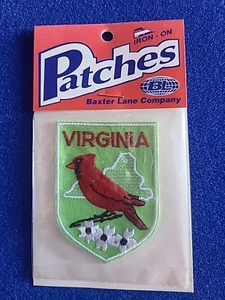 IRON - ON
Patches
BL
Baxter Lane Company
VIRGINIA